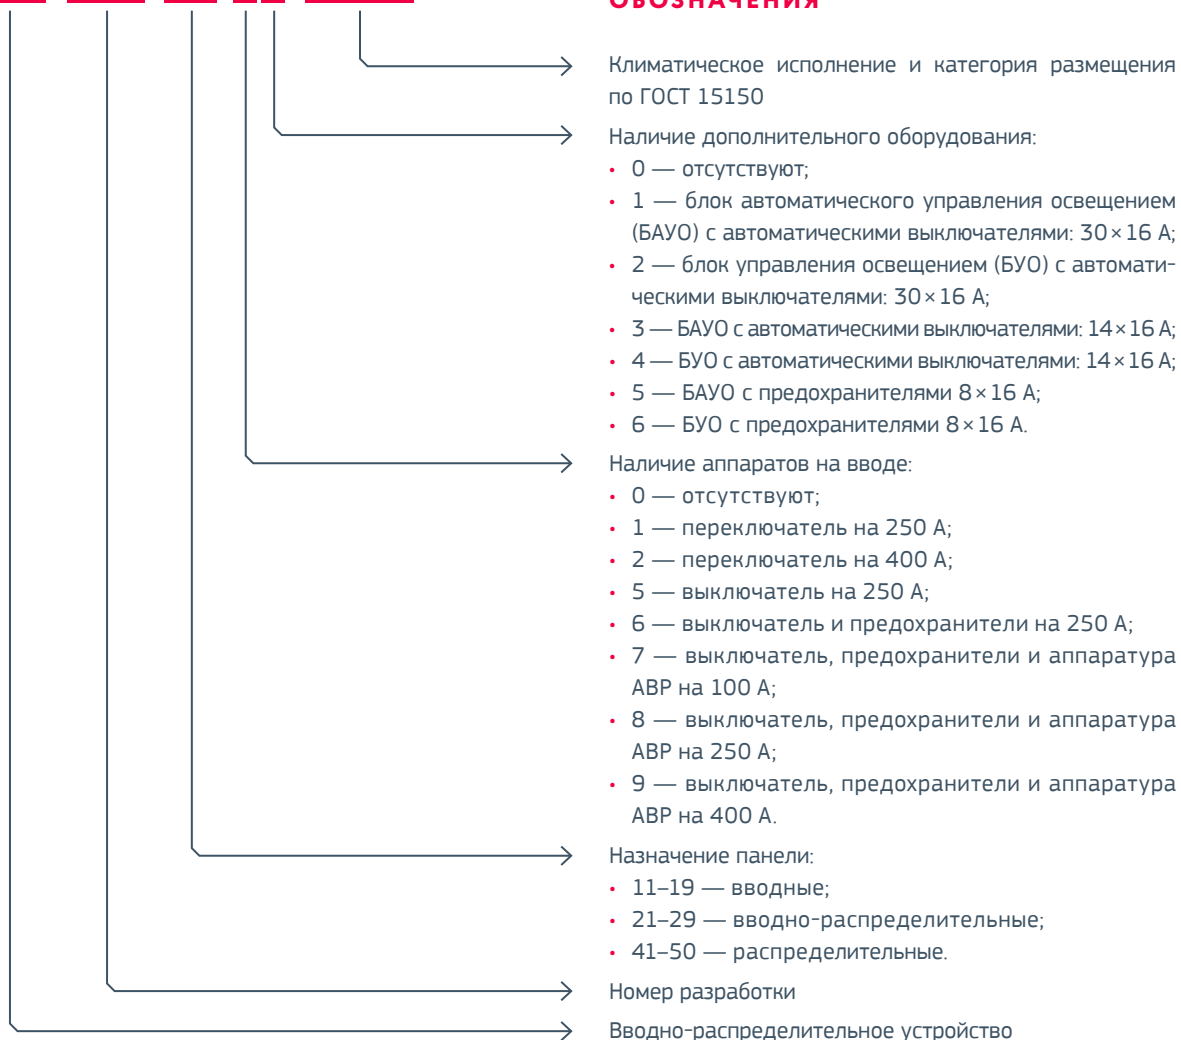 ОБОЗНАЧЕНИЯ
Климатическое исполнение и категория размещения
по ГОСТ 15150
Наличие дополнительного оборудования:
• 0 — отсутствуют;
• 1 — блок автоматического управления освещением
(БАУО) с автоматическими выключателями: 30×16 А;
• 2 — блок управления освещением (БУО) с автомати-
ческими выключателями: 30×16 А;
• 3 — БАУО с автоматическими выключателями: 14×16 А;
• 4 — БУО с автоматическими выключателями: 14×16 А;
• 5 — БАУО с предохранителями 8×16 А;
• 6 — БУО с предохранителями 8×16 А.
Наличие аппаратов на вводе:
• 0 — отсутствуют;
• 1 — переключатель на 250 А;
• 2 — переключатель на 400 А;
• 5 — выключатель на 250 А;
• 6 — выключатель и предохранители на 250 А;
• 7 — выключатель, предохранители и аппаратура
АВР на 100 А;
• 8 — выключатель, предохранители и аппаратура
АВР на 250 А;
• 9 — выключатель, предохранители и аппаратура
АВР на 400 А.
Назначение панели:
• 11–19 — вводные;
• 21–29 — вводно-распределительные;
• 41–50 — распределительные.
Номер разработки
Вводно-распределительное устройство